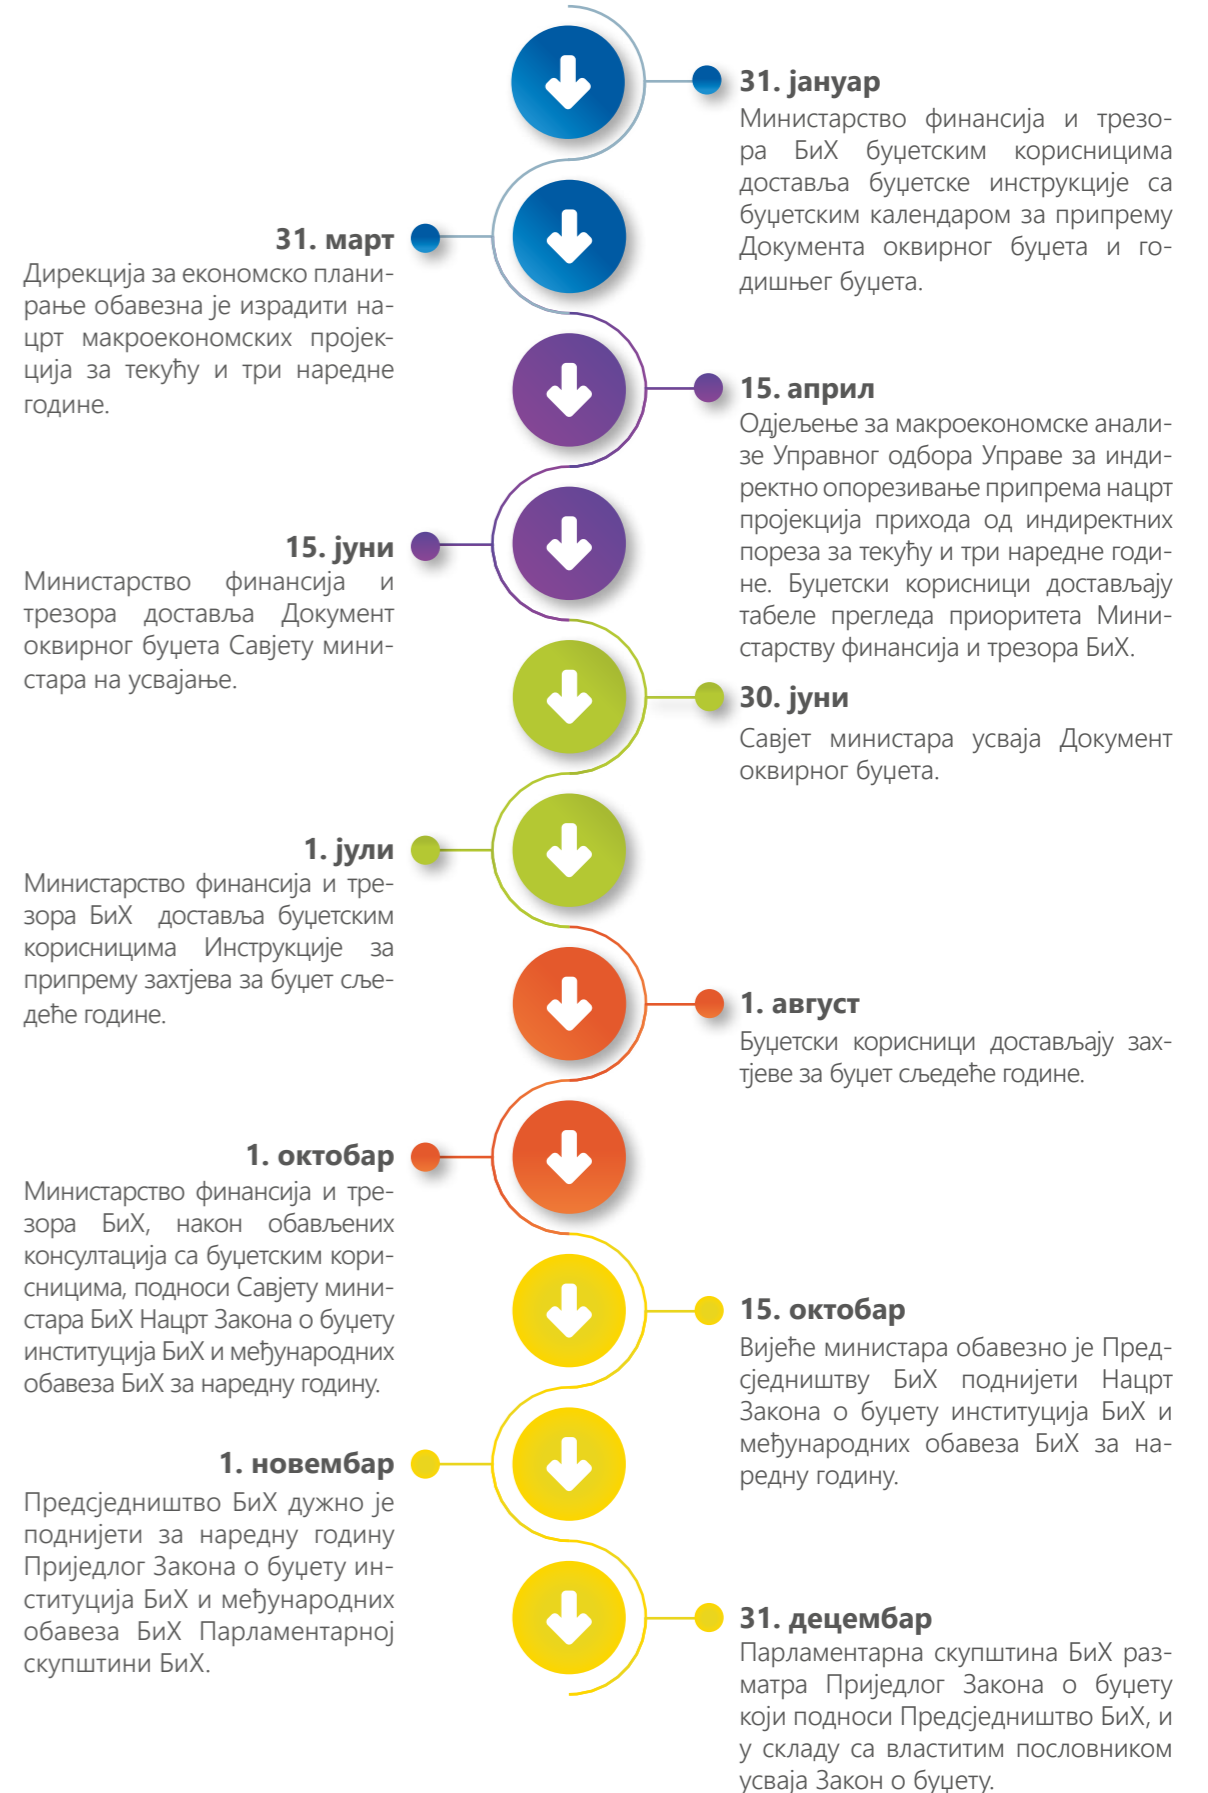 31. јануар
Министарство финансија и трезо-
ра БиХ буџетским корисницима
доставља буџетске инструкције са
буџетским календаром за припрему
Документа оквирног буџета и го-
дишњег буџета.
31. март
Дирекција за економско плани-
рање обавезна је израдити на-
црт макроекономских пројек-
ција за текућу и три наредне
године.
15. април
Одјељење за макроекономске анали-
зе Управног одбора Управе за инди-
ректно опорезивање припрема нацрт
пројекција прихода од индиректних
пореза за текућу и три наредне годи-
не. Буџетски корисници достављају
табеле прегледа приоритета Мини-
старству финансија и трезора БиХ.
15. јуни
Министарство финансија и
трезора доставља Документ
оквирног буџета Савјету мини-
стара на усвајање.
30. јуни
Савјет министара усваја Документ
оквирног буџета.
1. јули
Министарство финансија и тре-
зора БиХ доставља буџетским
корисницима Инструкције за
припрему захтјева за буџет сље-
деће године.
1. август
Буџетски корисници достављају зах-
тјеве за буџет сљедеће године.
1. октобар
Министарство финансија и тре-
зора БиХ, након обављених
консултација са буџетским кори-
сницима, подноси Савјету мини-
стара БиХ Нацрт Закона о буџету
институција БиХ и међународних
обавеза БиХ за наредну годину.
15. октобар
Вијеће министара обавезно је Пред-
сједништву БиХ поднијети Нацрт
Закона о буџету институција БиХ и
међународних обавеза БиХ за на-
редну годину.
1. новембар
Предсједништво БиХ дужно је
поднијети за наредну годину
Приједлог Закона о буџету ин-
ституција БиХ и међународних
обавеза БиХ Парламентарној
скупштини БиХ.
31. децембар
Парламентарна скупштина БиХ раз-
матра Приједлог Закона о буџету
који подноси Предсједништво БиХ, и
у складу са властитим пословником
усваја Закон о буџету.